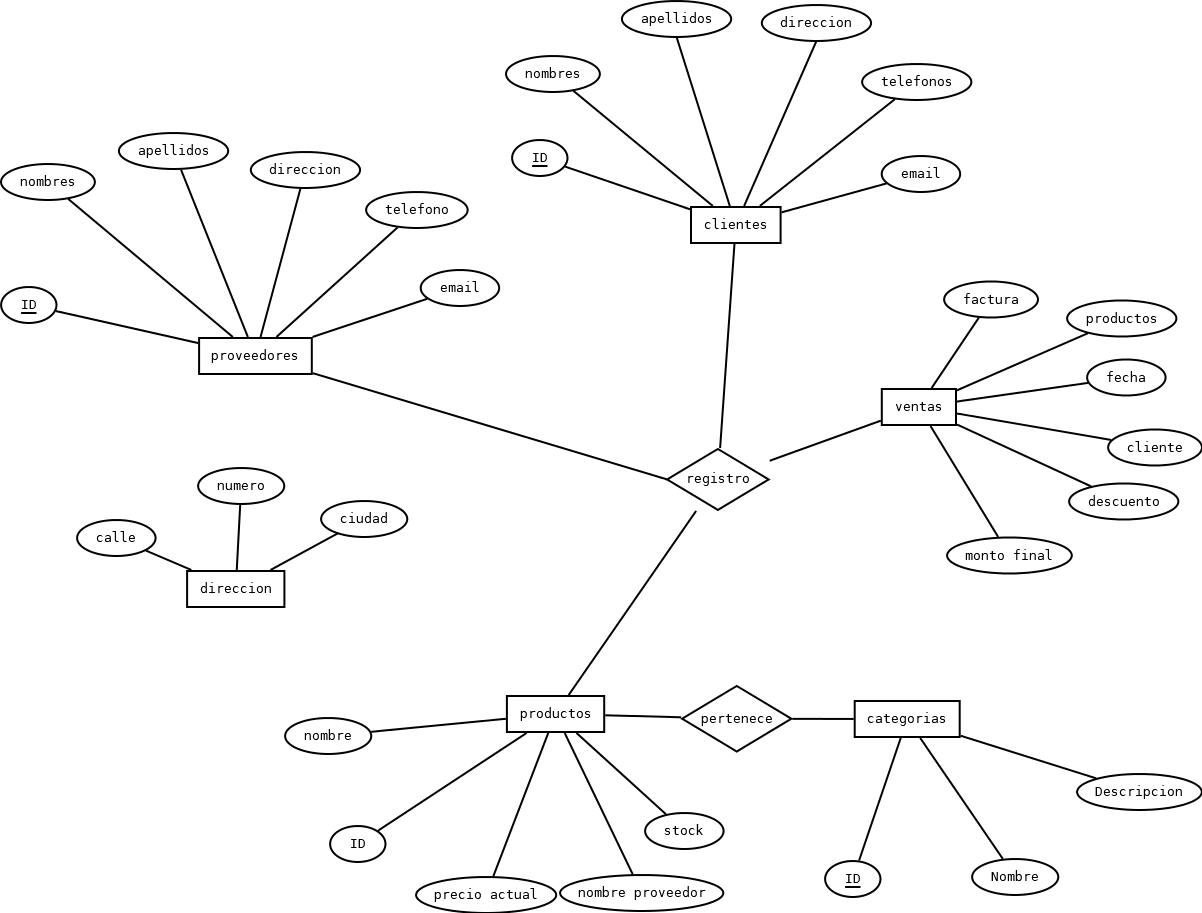 apellidos
direccion
nombres
telefonos
ID
email
clientes
apellidos
direccion
nombres
telefono
email
ID
proveedores
factura
productos
fecha
ventas
cliente
descuento
monto final
registro
numero
ciudad
calle
direccion
productos
pertenece
categorias
nombre
Descripcion
stock
ID
precio actual
nombre proveedor
ID
Nombre